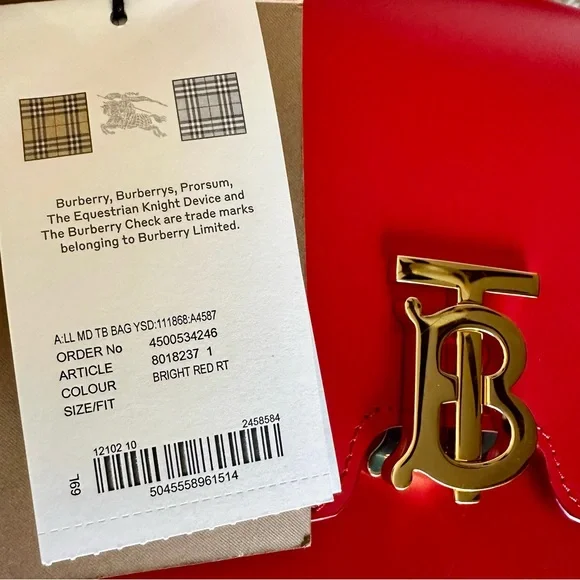 Burberry, Burberrys, Prorsum,
The Equestrian Knight Device and
The Burberry Check are trade marks
belonging to Burberry Limited.
A:LL MD TB BAG YSD:111868:A4587
ORDER No 4500534246
ARTICLE 8018237 1
COLOUR BRIGHT RED RT
SIZE/FIT
12102 10 2458584
69L
5045558961514
TB